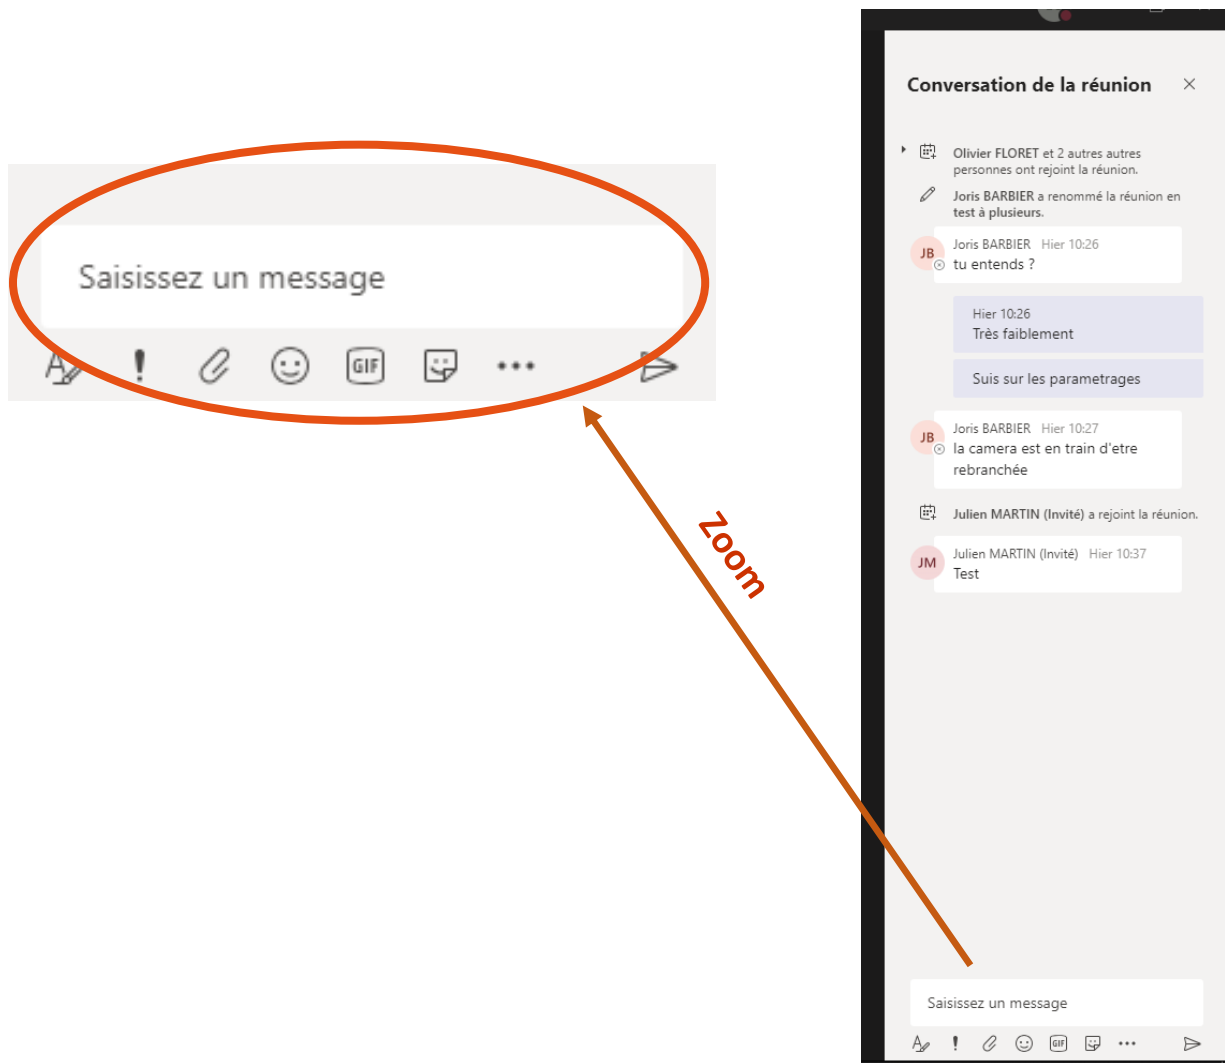 Saisissez un message
GIF
Zoom
Conversation de la réunion
Olivier FLORET et 2 autres autres
personnes ont rejoint la réunion.
Joris BARBIER a renommé la réunion en
test à plusieurs.
JB
Joris BARBIER Hier 10:26
tu entends ?
Hier 10:26
Très faiblement
Suis sur les parametrages
JB
Joris BARBIER Hier 10:27
la camera est en train d'etre
rebranchée
Julien MARTIN (Invité) a rejoint la réunion.
JM
Julien MARTIN (Invité) Hier 10:37
Test
Saisissez un message
GIF